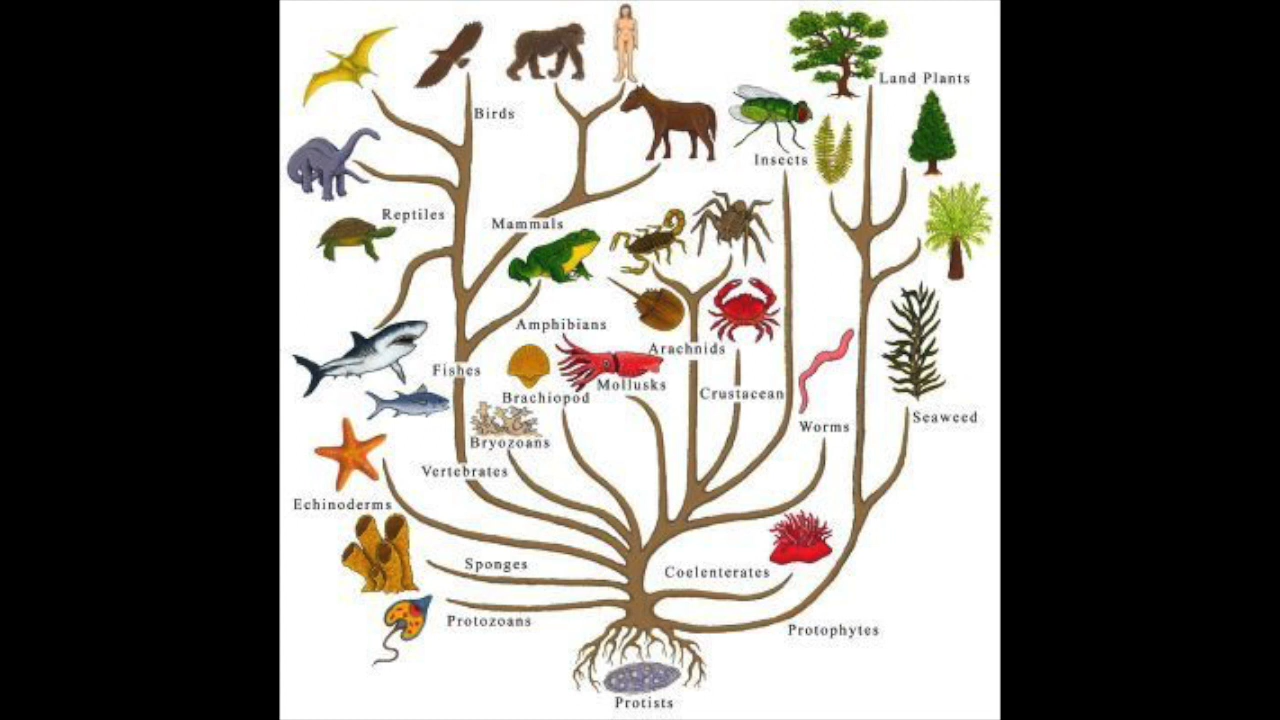 Land Plants
Birds
Insects
Reptiles
Mammals
Amphibians
Arachnids
Fishes
Mollusks
Crustacean
Brachiopod
Seaweed
Worms
Bryozoans
Vertebrates
Echinoderms
Sponges
Coelenterates
Protozoans
Protophytes
Protists